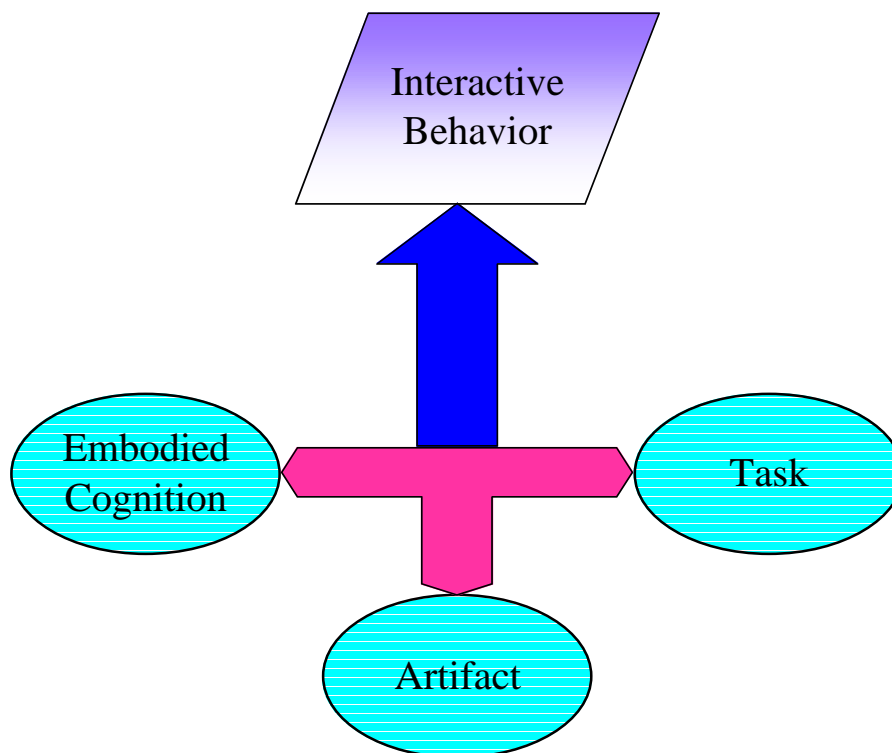 Interactive
Behavior
Embodied
Cognition
Task
Artifact